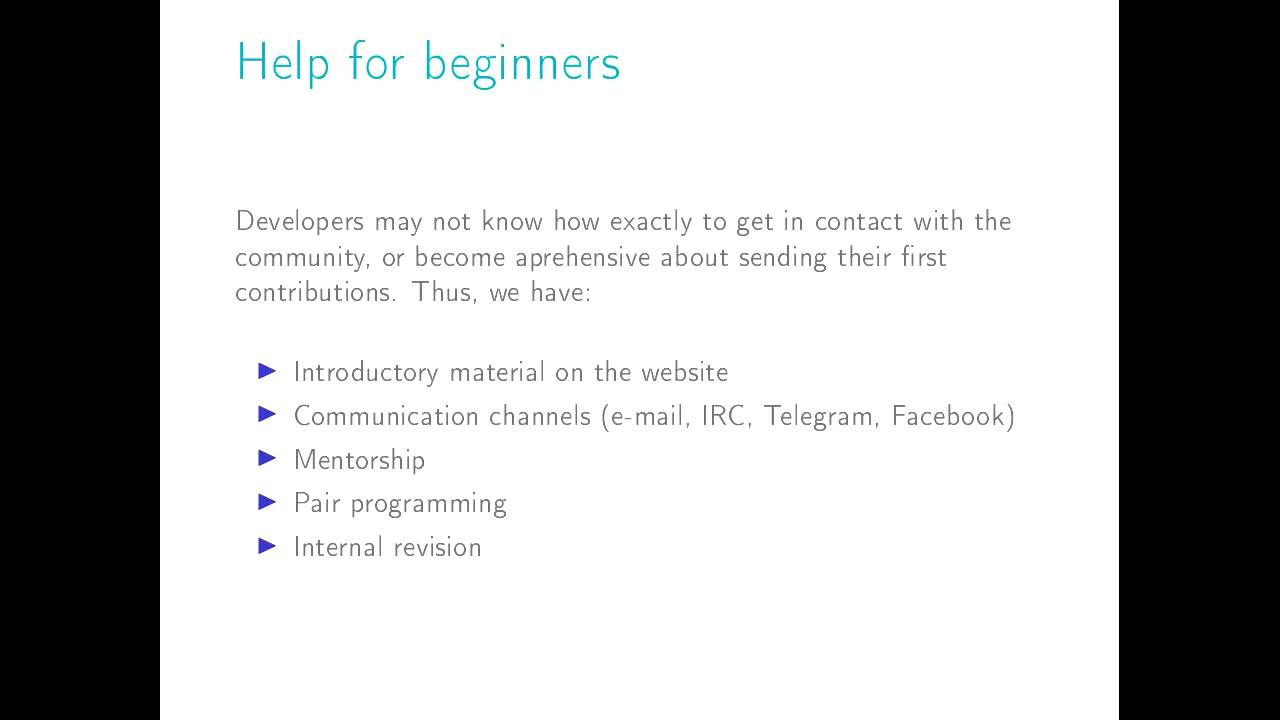 Help for beginners
Developers may not know how exactly to get in contact with the
community, or become aprehensive about sending their first
contributions. Thus, we have:
Introductory material on the website
Communication channels (e-mail, IRC, Telegram, Facebook)
Mentorship
Pair programming
Internal revision